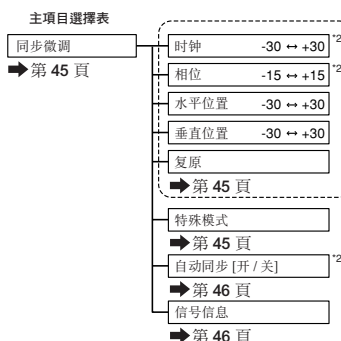 主項目選擇表
同步微调
➡第 45 頁
时钟 -30 ↔ +30 *2
相位 -15 ↔ +15 *2
水平位置 -30 ↔ +30
垂直位置 -30 ↔ +30
复原
➡第 45 頁
特殊模式
➡第 45 頁
自动同步 [开 / 关] *2
➡第 46 頁
信号信息
➡第 46 頁